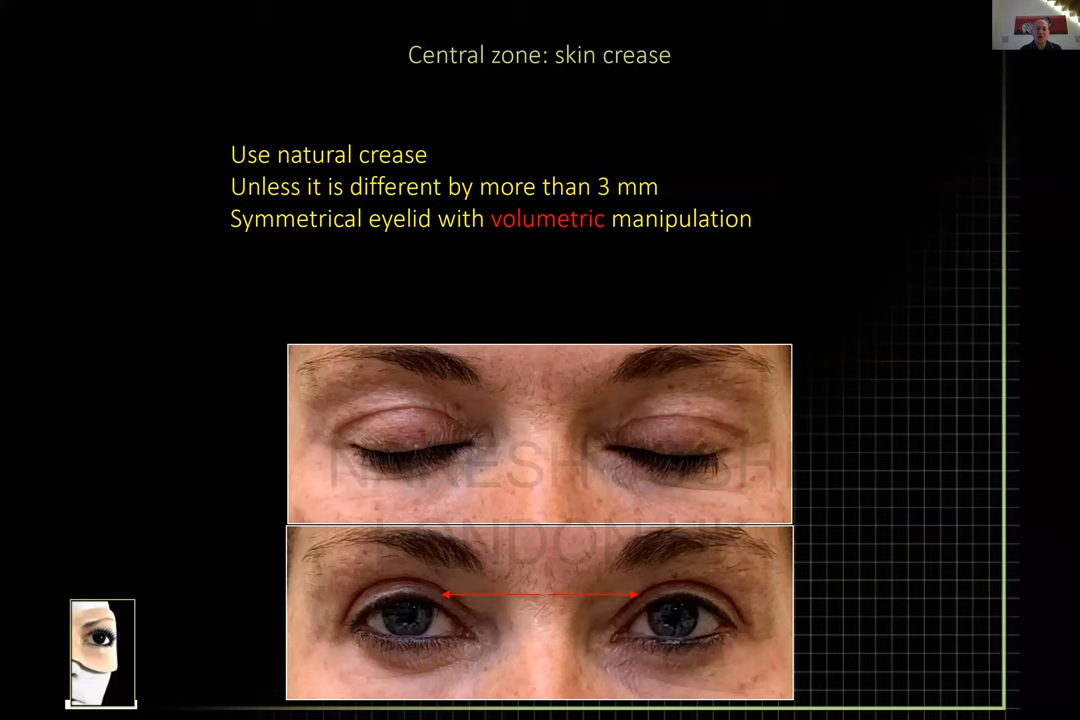 Central zone: skin crease
Use natural crease
Unless it is different by more than 3 mm
Symmetrical eyelid with volumetric manipulation